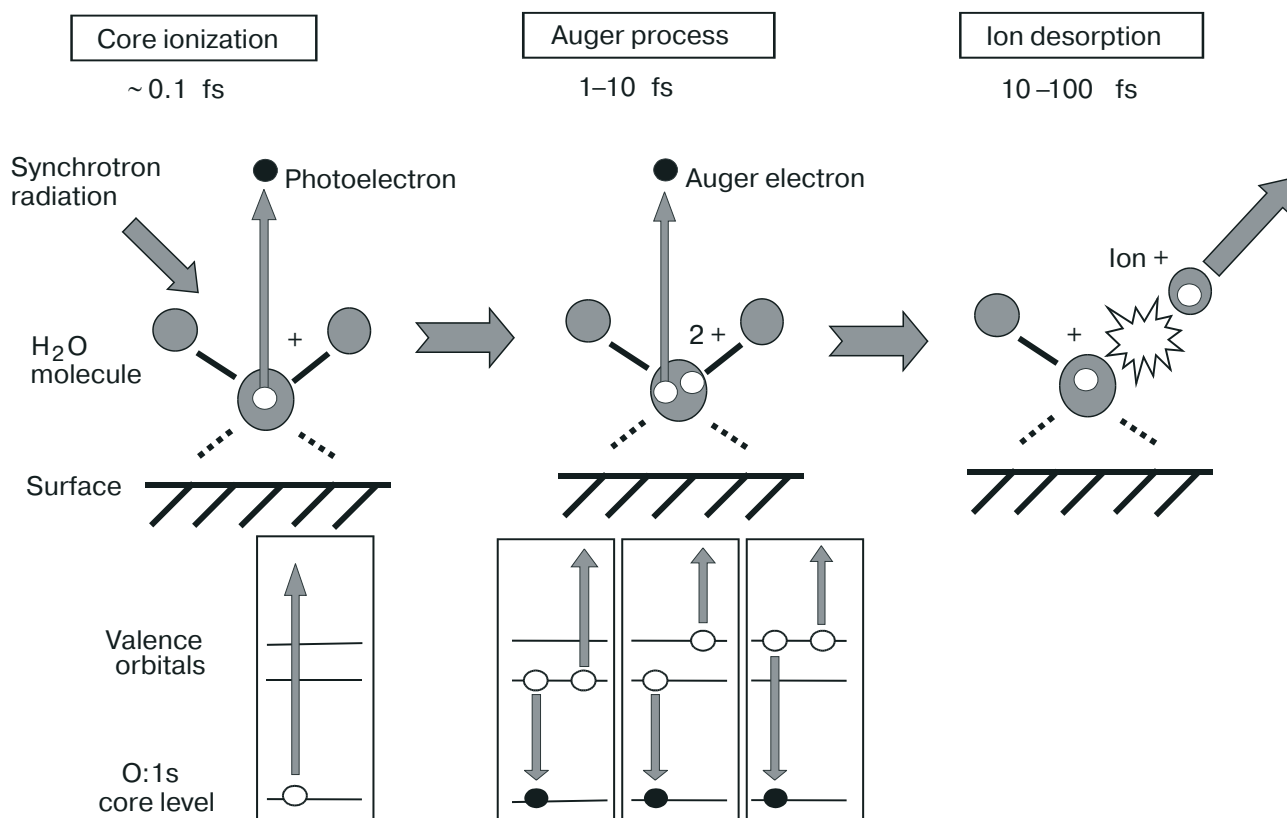 Core ionization
~ 0.1 fs
Auger process
1–10 fs
Ion desorption
10–100 fs
Synchrotron
radiation
Photoelectron
Auger electron
Ion +
+
2 +
+
H2O
molecule
Surface
Valence
orbitals
O:1s
core level